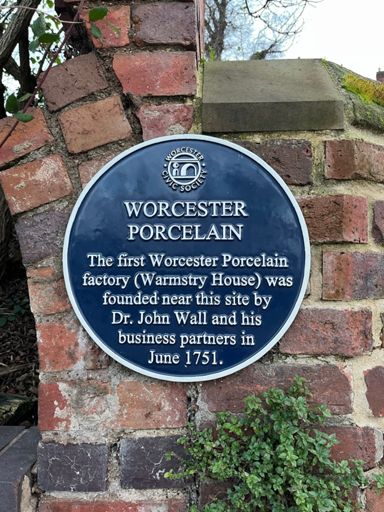 WORCESTER
CIVIC
SOCIETY
WORCESTER
PORCELAIN
The first Worcester Porcelain
factory (Warmstry House) was
founded near this site by
Dr. John Wall and his
business partners in
June 1751.